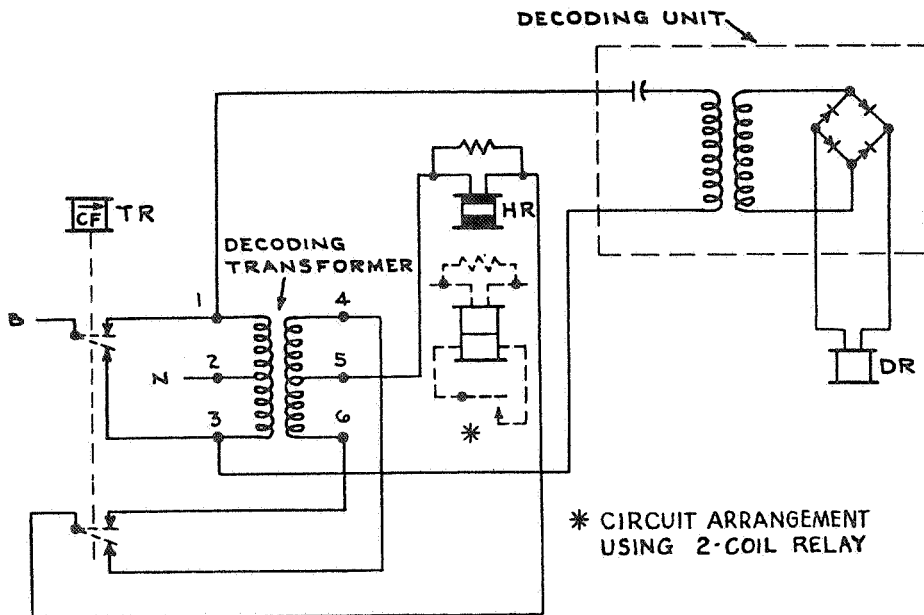 DECODING UNIT
HR
CF TR
DECODING
TRANSFORMER
1
4
B
2
5
N
3
6
DR
* CIRCUIT ARRANGEMENT
USING 2-COIL RELAY
*